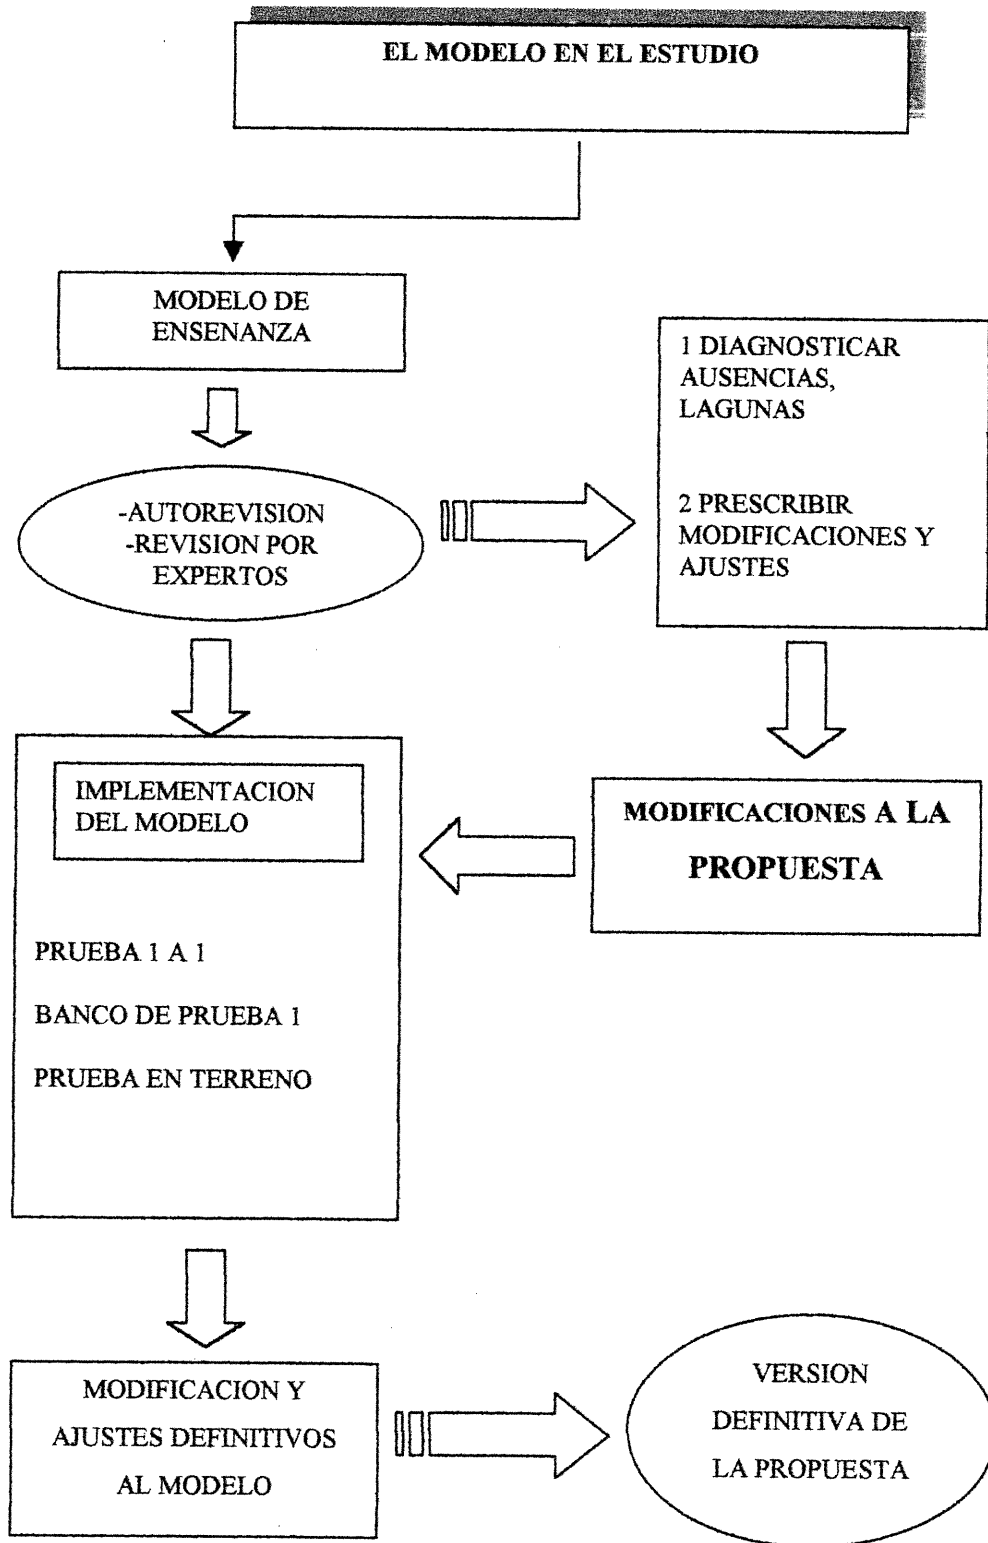 EL MODELO EN EL ESTUDIO
MODELO DE
ENSENANZA
1 DIAGNOSTICAR
AUSENCIAS,
LAGUNAS
2 PRESCRIBIR
MODIFICACIONES Y
AJUSTES
-AUTOREVISION
-REVISION POR
EXPERTOS
MODIFICACIONES A LA
PROPUESTA
IMPLEMENTACION
DEL MODELO
PRUEBA 1 A 1
BANCO DE PRUEBA 1
PRUEBA EN TERRENO
MODIFICACION Y
AJUSTES DEFINITIVOS
AL MODELO
VERSION
DEFINITIVA DE
LA PROPUESTA